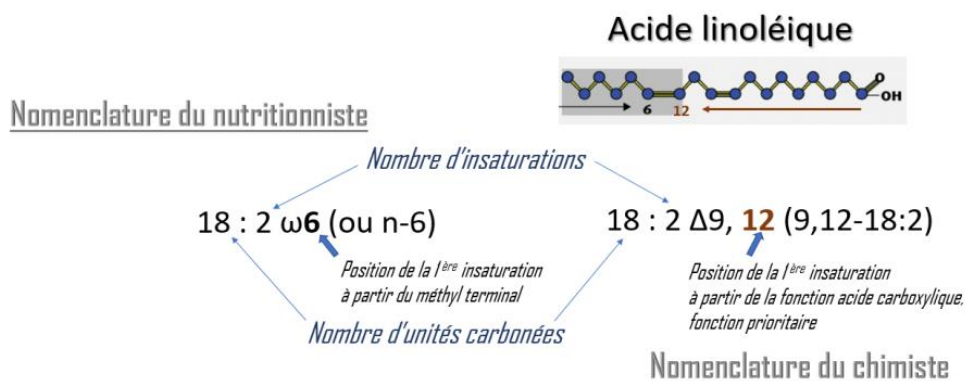 Acide linoléique
O
OH
6 12
Nomenclature du nutritionniste
Nombre d'insaturations
18 : 2 ω6 (ou n-6)
18 : 2 Δ9, 12 (9,12-18:2)
Position de la 1ère insaturation
à partir du méthyl terminal
Position de la 1ère insaturation
à partir de la fonction acide carboxylique,
fonction prioritaire
Nombre d'unités carbonées
Nomenclature du chimiste